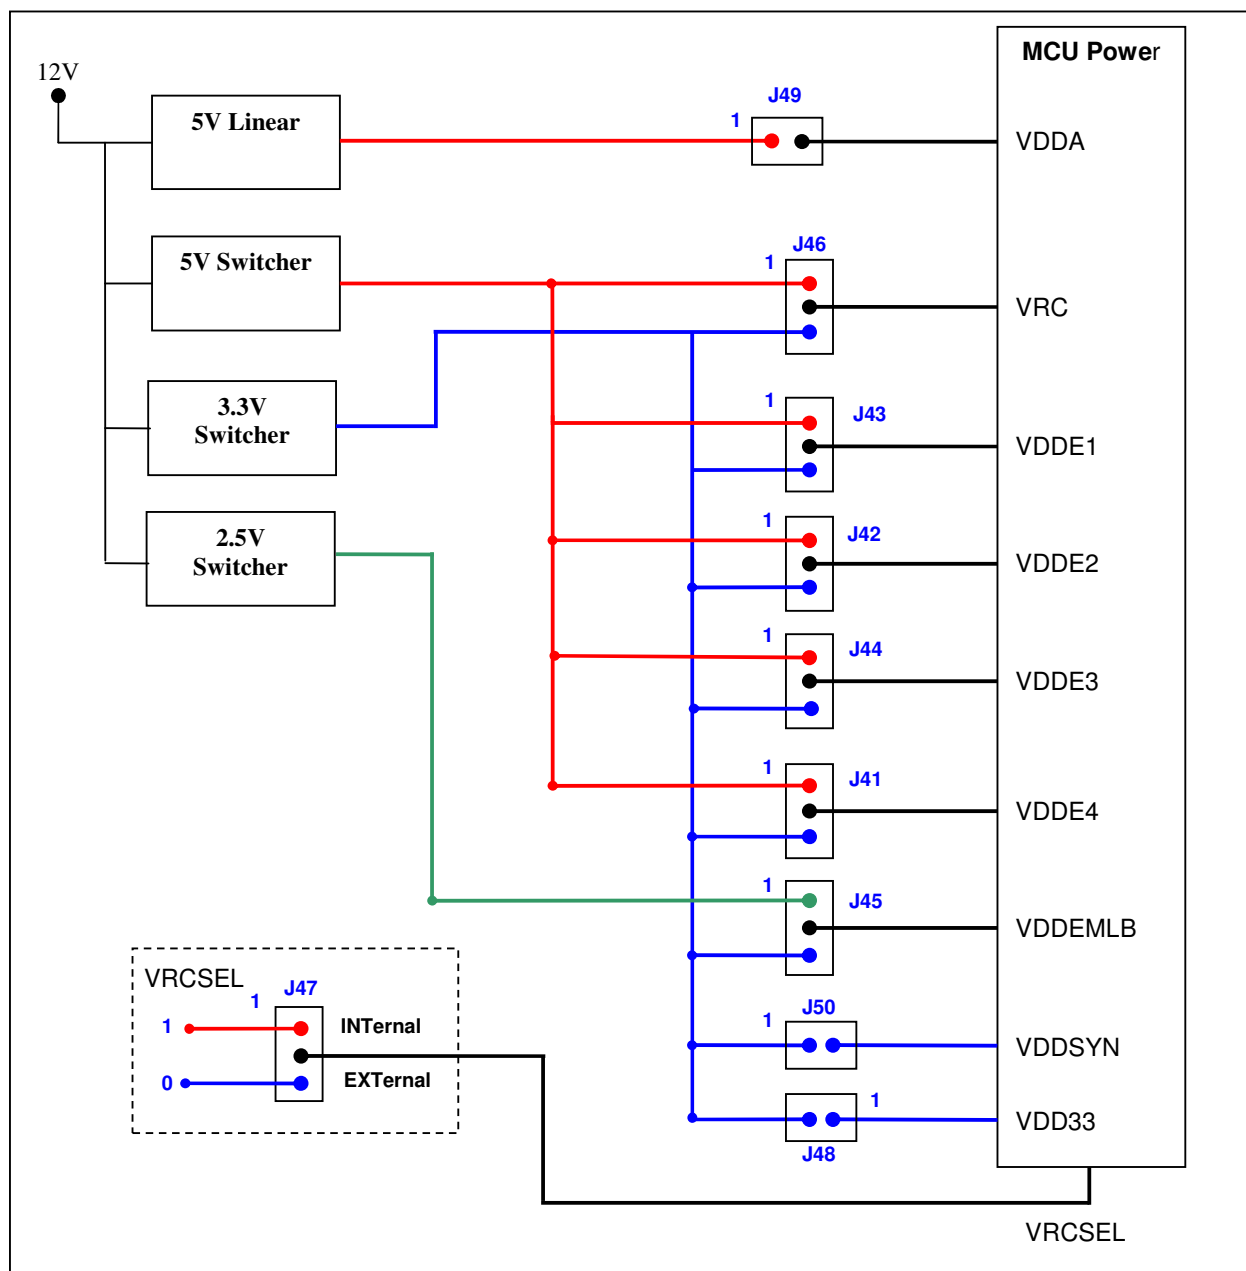 MCU Power
12V
J49
1
5V Linear
VDDA
J46
1
5V Switcher
VRC
3.3V
Switcher
1
J43
VDDE1
2.5V
Switcher
1
J42
VDDE2
1
J44
VDDE3
1
J41
VDDE4
1
J45
VDDEMLB
VRCSEL
J47
1
1
INTernal
0
EXTernal
J50
1
VDDSYN
1
VDD33
J48
VRCSEL